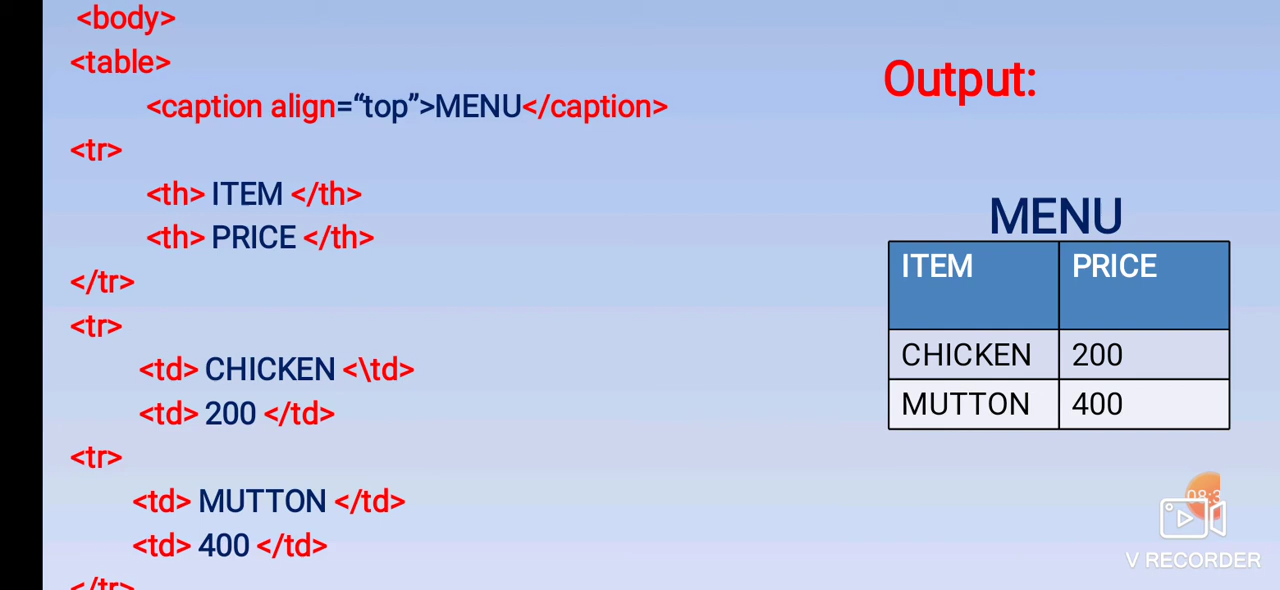 <body>
<table>
<caption align=“top”>MENU</caption>
<tr>
<th> ITEM </th>
<th> PRICE </th>
</tr>
<tr>
<td> CHICKEN <\td>
<td> 200 </td>
<tr>
<td> MUTTON </td>
<td> 400 </td>
</tr>
Output:
MENU
ITEM PRICE
CHICKEN 200
MUTTON 400
V RECORDER